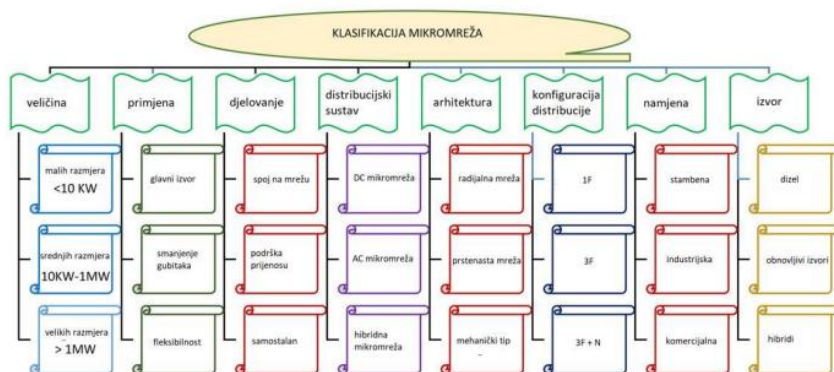 KLASIFIKACIJA MIKROMREŽA
veličina
primjena
djelovanje
distribucijski
sustav
arhitektura
konfiguracija
distribucije
namjena
izvor
malih razmjera
<10 KW
glavni izvor
spoj na mrežu
DC mikromreža
radijalna mreža
1F
stambena
dizel
srednjih razmjera
10KW-1MW
smanjenje
gubitaka
podrška
prijenosu
AC mikromreža
prstenasta mreža
3F
industrijska
obnovljivi izvori
velikih razmjera
> 1MW
fleksibilnost
samostalan
hibridna
mikromreža
mehanički tip
3F + N
komercijalna
hibridi